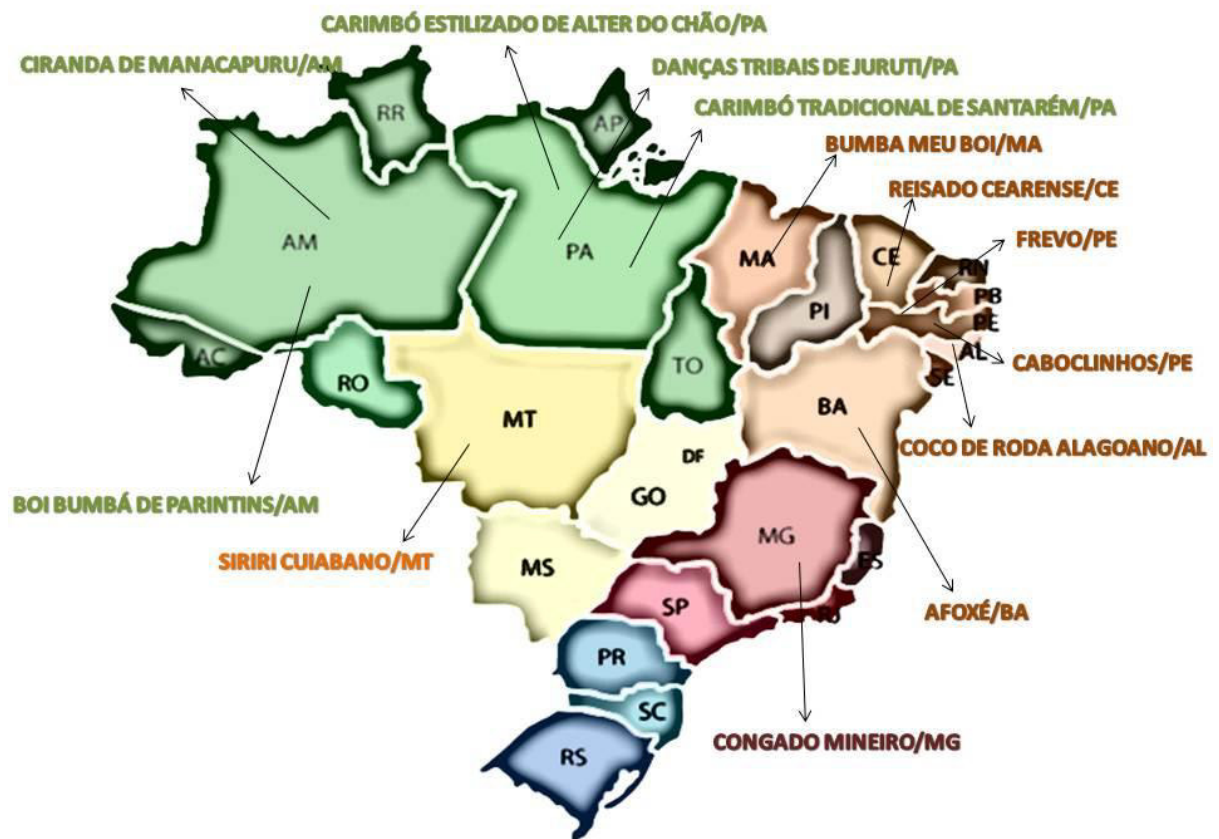 CARIMBÓ ESTILIZADO DE ALTER DO CHÃO/PA
CIRANDA DE MANACAPURU/AM
DANÇAS TRIBAIS DE JURUTI/PA
CARIMBÓ TRADICIONAL DE SANTARÉM/PA
RR
AP
BUMBA MEU BOI/MA
REISADO CEARENSE/CE
FREVO/PE
AM
PA
MA
CE
RN
PB
PI
PE
AC
RO
TO
AL
CABOCLINHOS/PE
SE
MT
BA
COCO DE RODA ALAGOANO/AL
DF
GO
BOI BUMBÁ DE PARINTINS/AM
MG
ES
SIRIRI CUIABANO/MT
MS
SP
RJ
AFOXÉ/BA
PR
SC
CONGADO MINEIRO/MG
RS